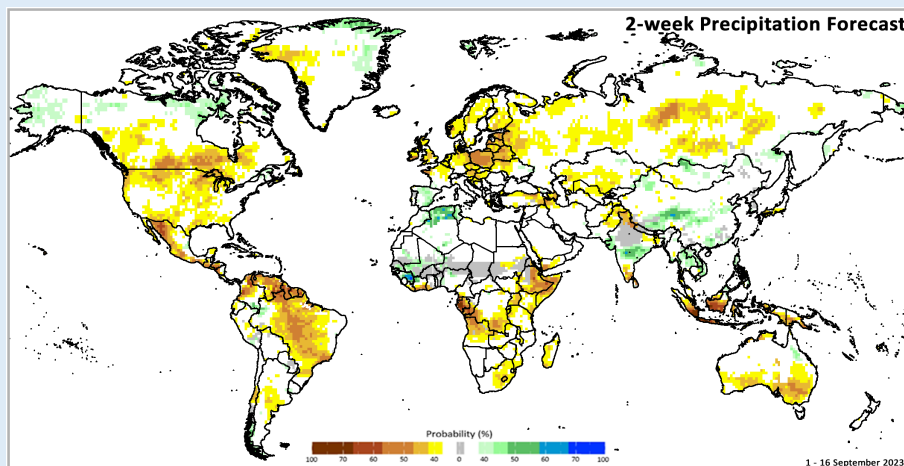 2-week Precipitation Forecast
Probability (%)
100 70 60 50 40 0 40 50 60 70 100
1 - 16 September 2023